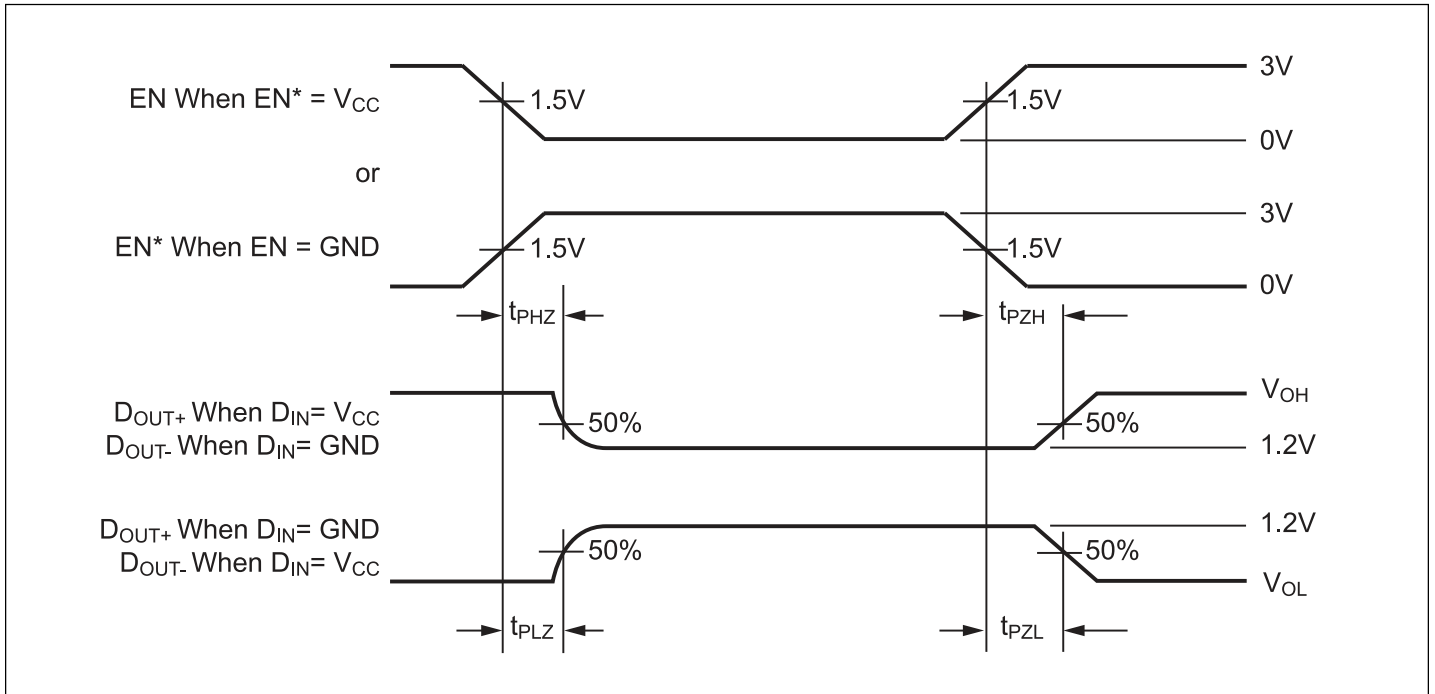 3V
EN When EN* = VCC
1.5V
1.5V
0V
or
3V
EN* When EN = GND
1.5V
1.5V
0V
tPHZ
tPZH
VOH
DOUT+ When DIN= VCC
50%
50%
DOUT- When DIN= GND
1.2V
1.2V
DOUT+ When DIN= GND
50%
50%
DOUT- When DIN= VCC
VOL
tPLZ
tPZL